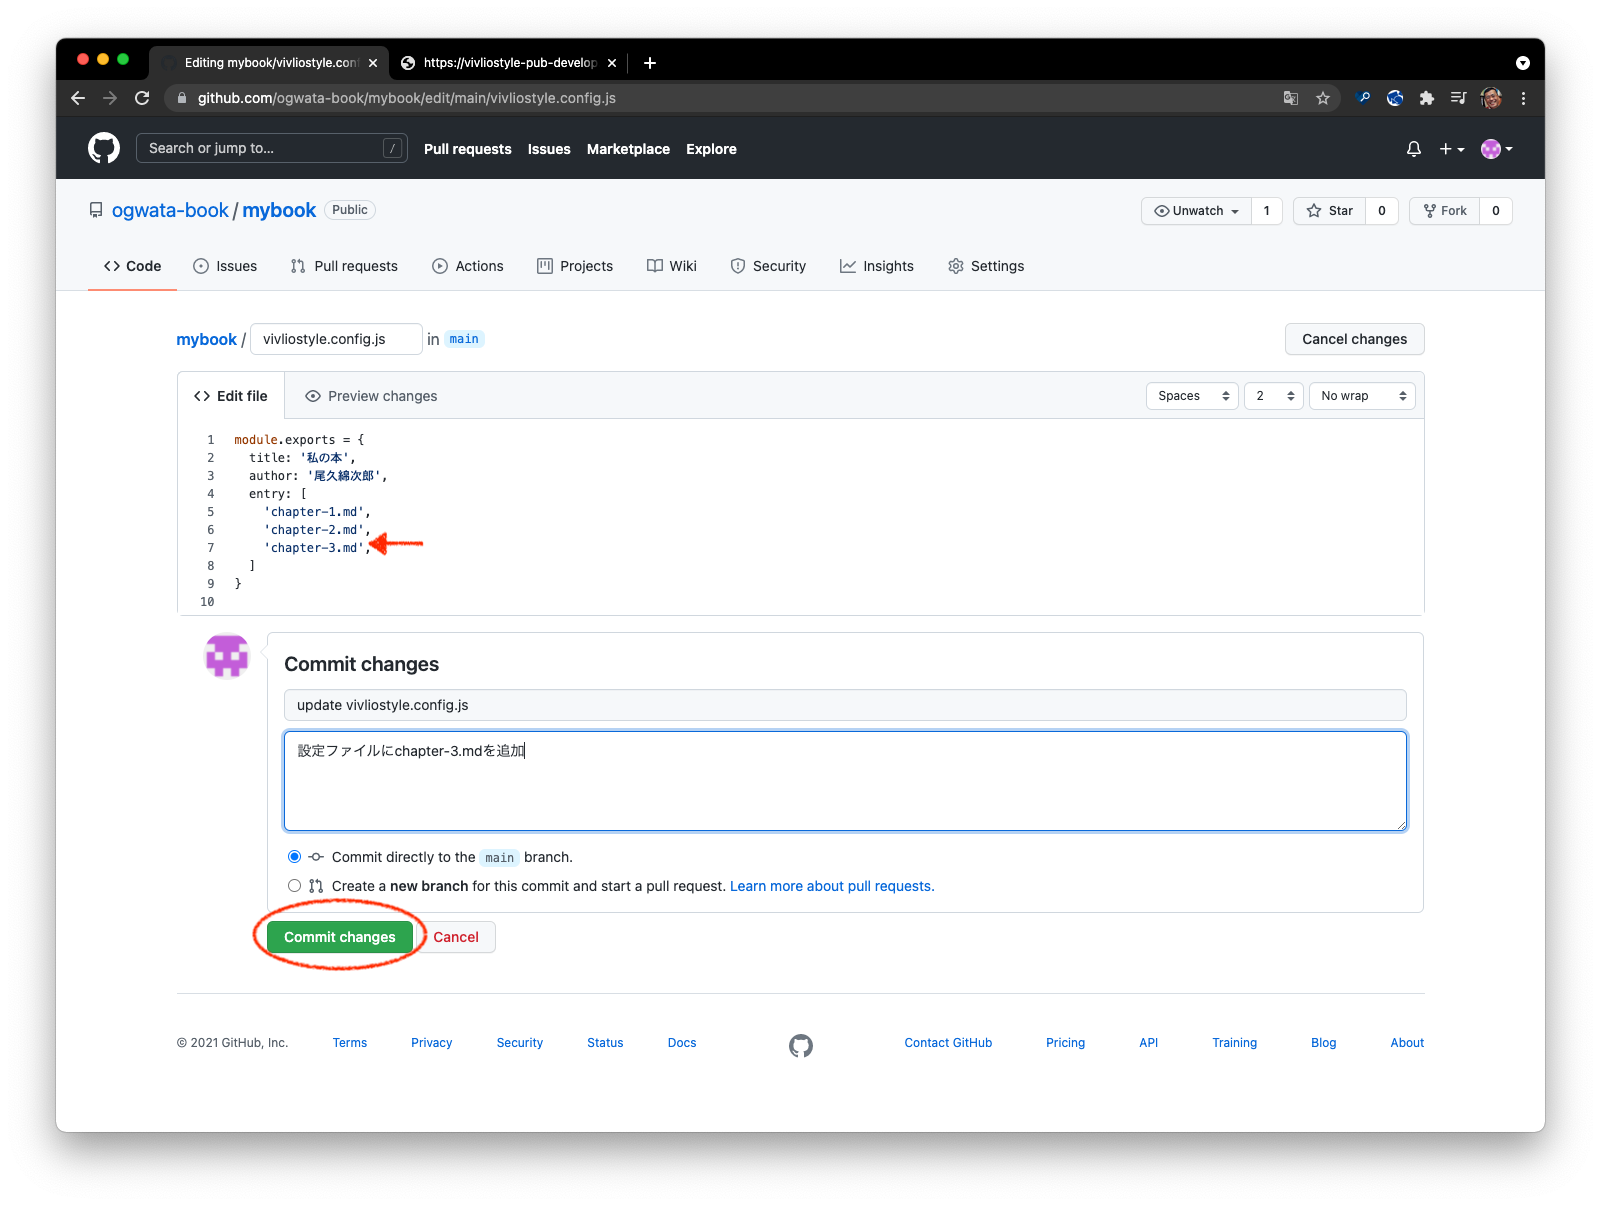 Editing mybook/vivliostyle.conf
https://vivliostyle-pub-develop
github.com/ogwata-book/mybook/edit/main/vivliostyle.config.js
Search or jump to... /
Pull requests Issues Marketplace Explore
ogwata-book / mybook Public
Unwatch 1 Star 0 Fork 0
Code Issues Pull requests Actions Projects Wiki Security Insights Settings
mybook / vivliostyle.config.js in main
Cancel changes
Edit file Preview changes
Spaces 2 No wrap
1 module.exports = {
2 title: '私の本',
3 author: '尾久綿次郎',
4 entry: [
5 'chapter-1.md',
6 'chapter-2.md',
7 'chapter-3.md',
8 ]
9 }
10
Commit changes
update vivliostyle.config.js
設定ファイルにchapter-3.mdを追加
Commit directly to the main branch.
Create a new branch for this commit and start a pull request. Learn more about pull requests.
Commit changes Cancel
© 2021 GitHub, Inc. Terms Privacy Security Status Docs Contact GitHub Pricing API Training Blog About